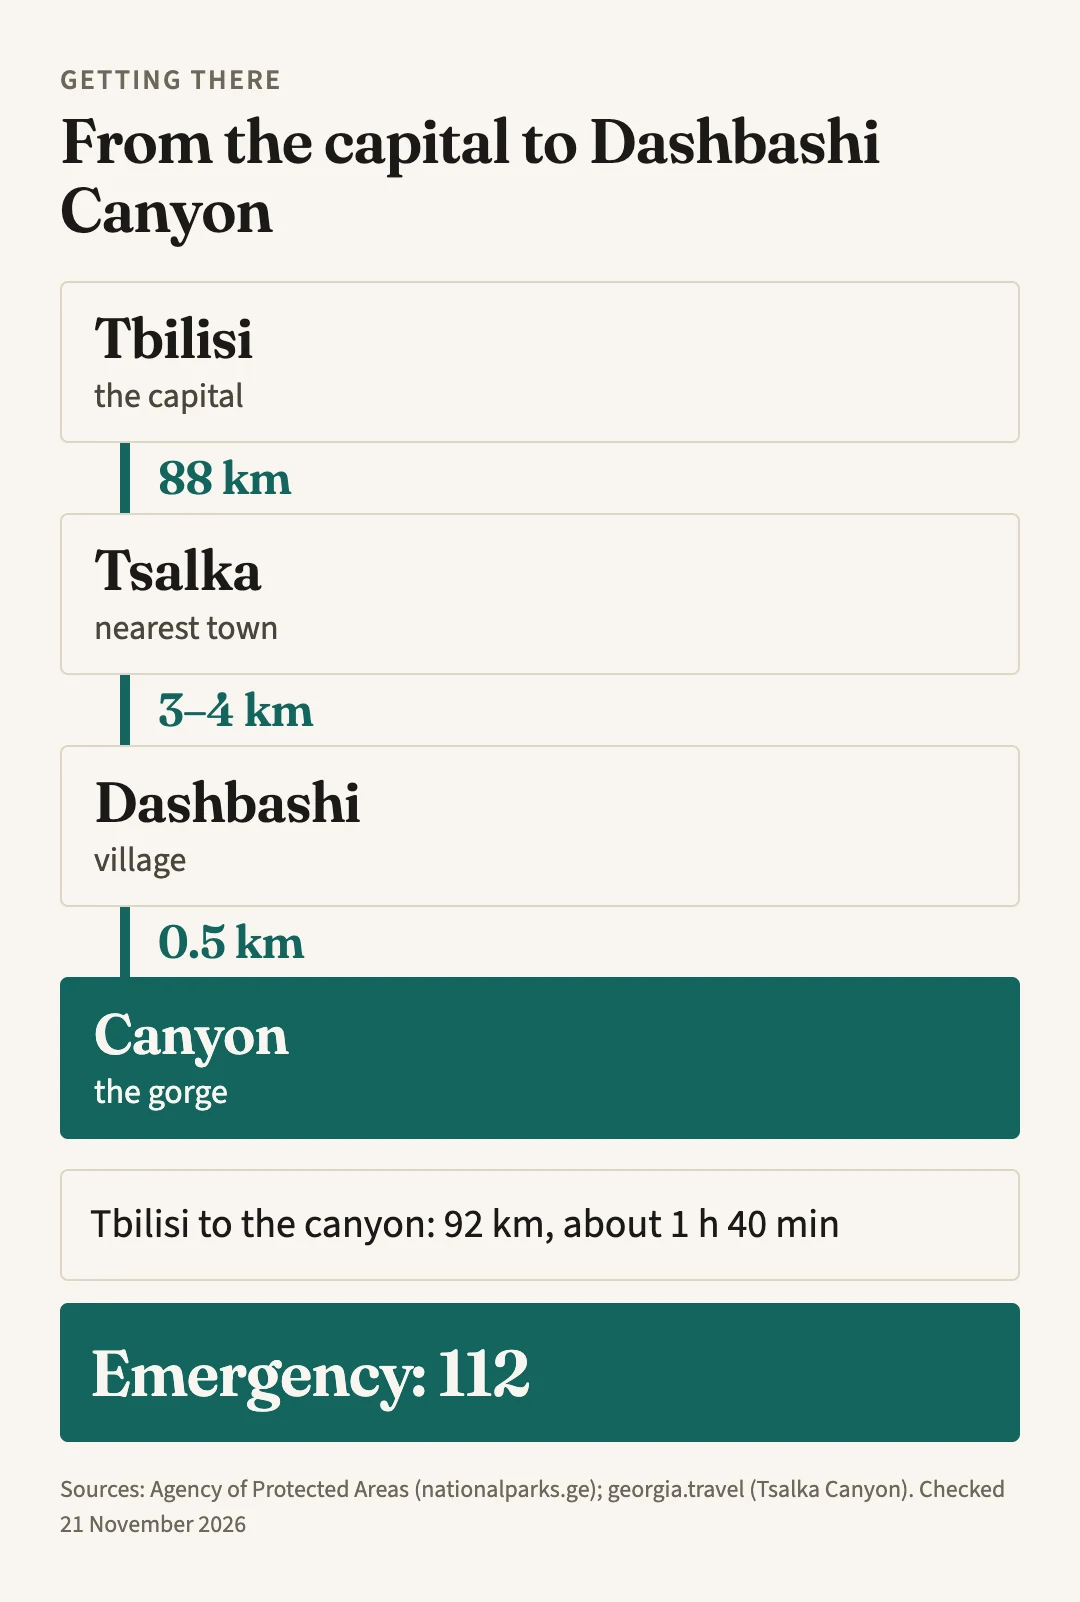 GETTING THERE
From the capital to Dashbashi
Canyon
Tbilisi
the capital
88 km
Tsalka
nearest town
3–4 km
Dashbashi
village
0.5 km
Canyon
the gorge
Tbilisi to the canyon: 92 km, about 1 h 40 min
Emergency: 112
Sources: Agency of Protected Areas (nationalparks.ge); georgia.travel (Tsalka Canyon). Checked
21 November 2026